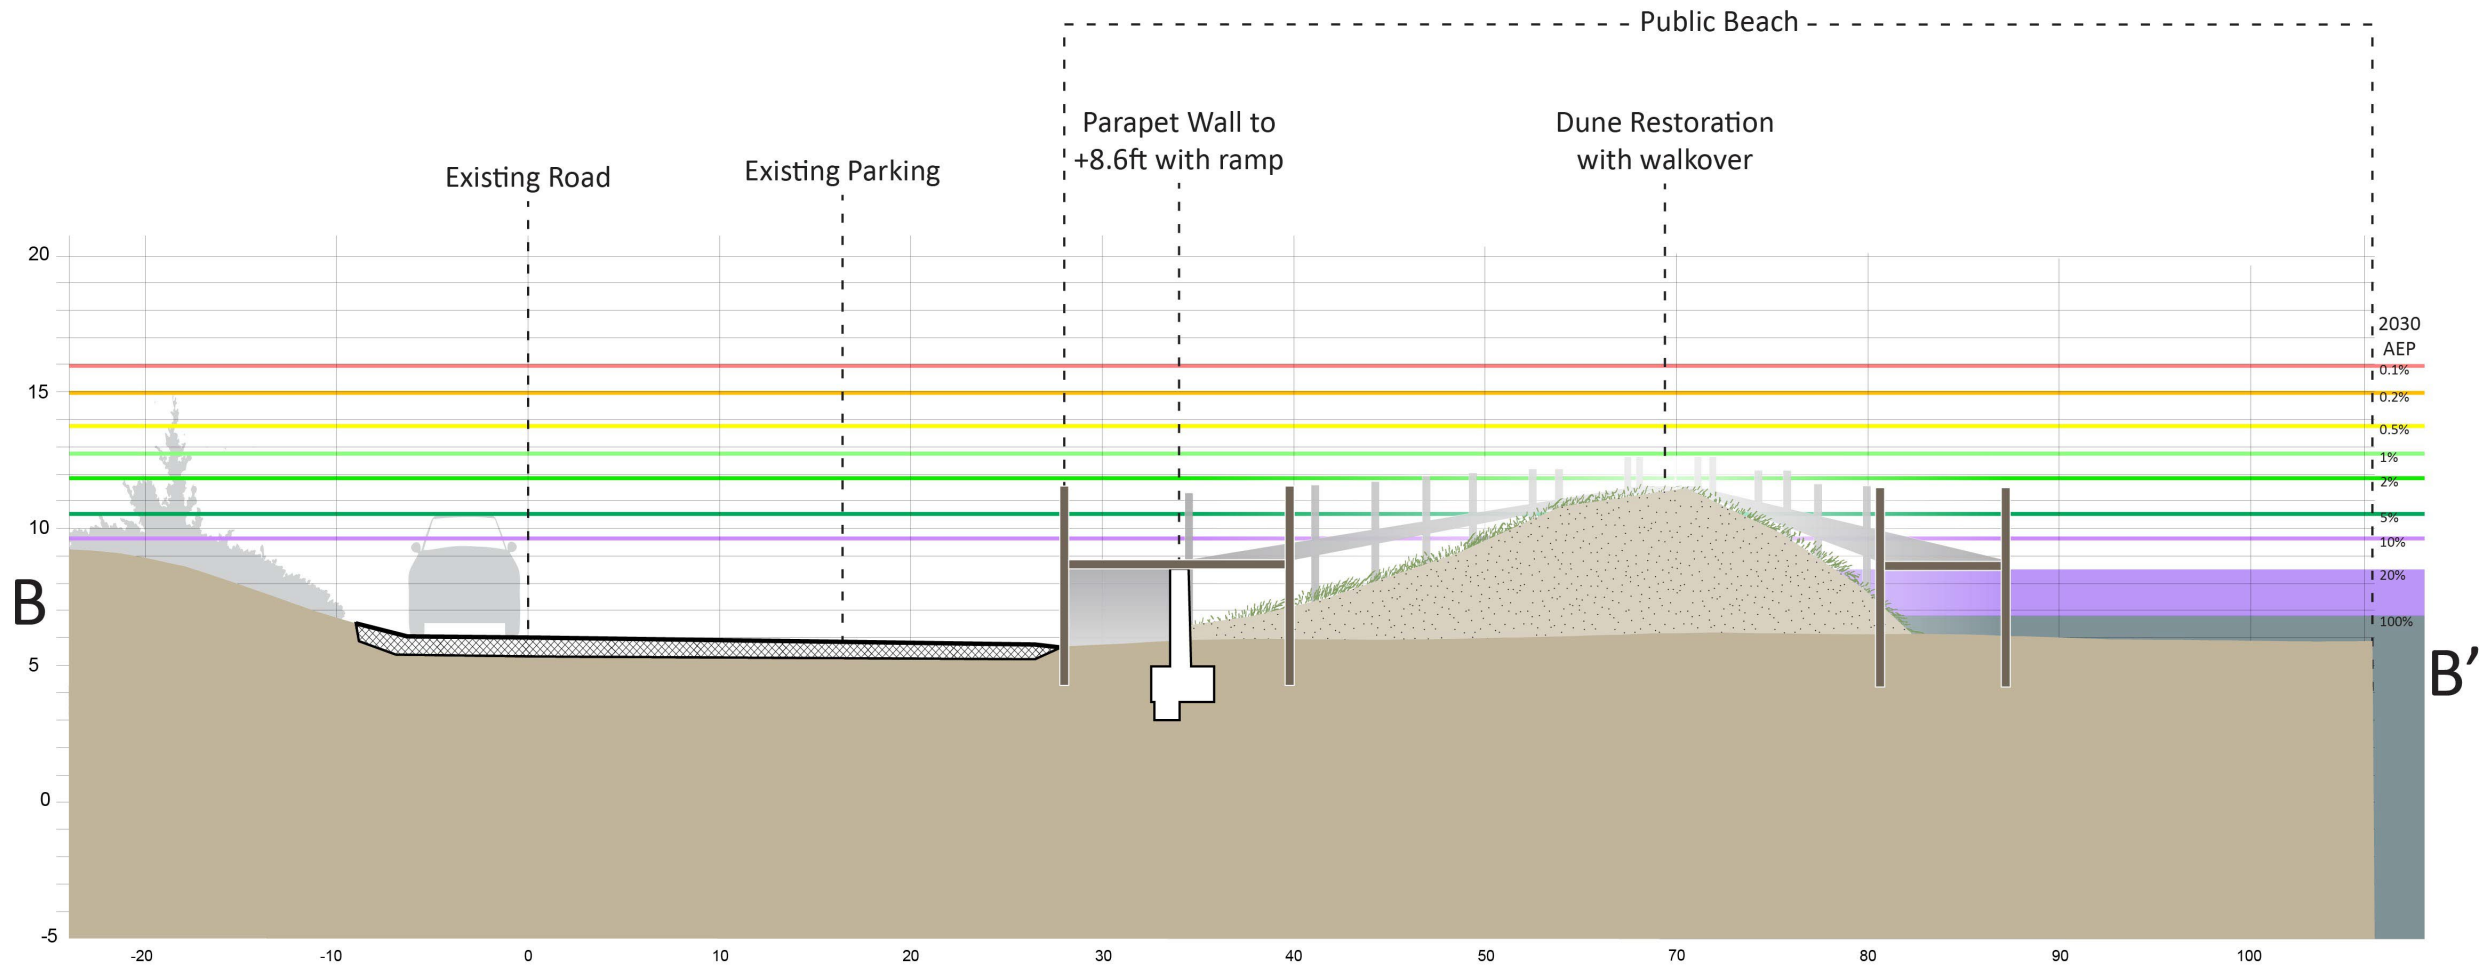 Public Beach
Parapet Wall to
+8.6ft with ramp
Dune Restoration
with walkover
Existing Road
Existing Parking
20
15
10
5
0
-5
2030
AEP
0.1%
0.2%
0.5%
1%
2%
5%
10%
20%
100%
B
B’
-20 -10 0 10 20 30 40 50 60 70 80 90 100